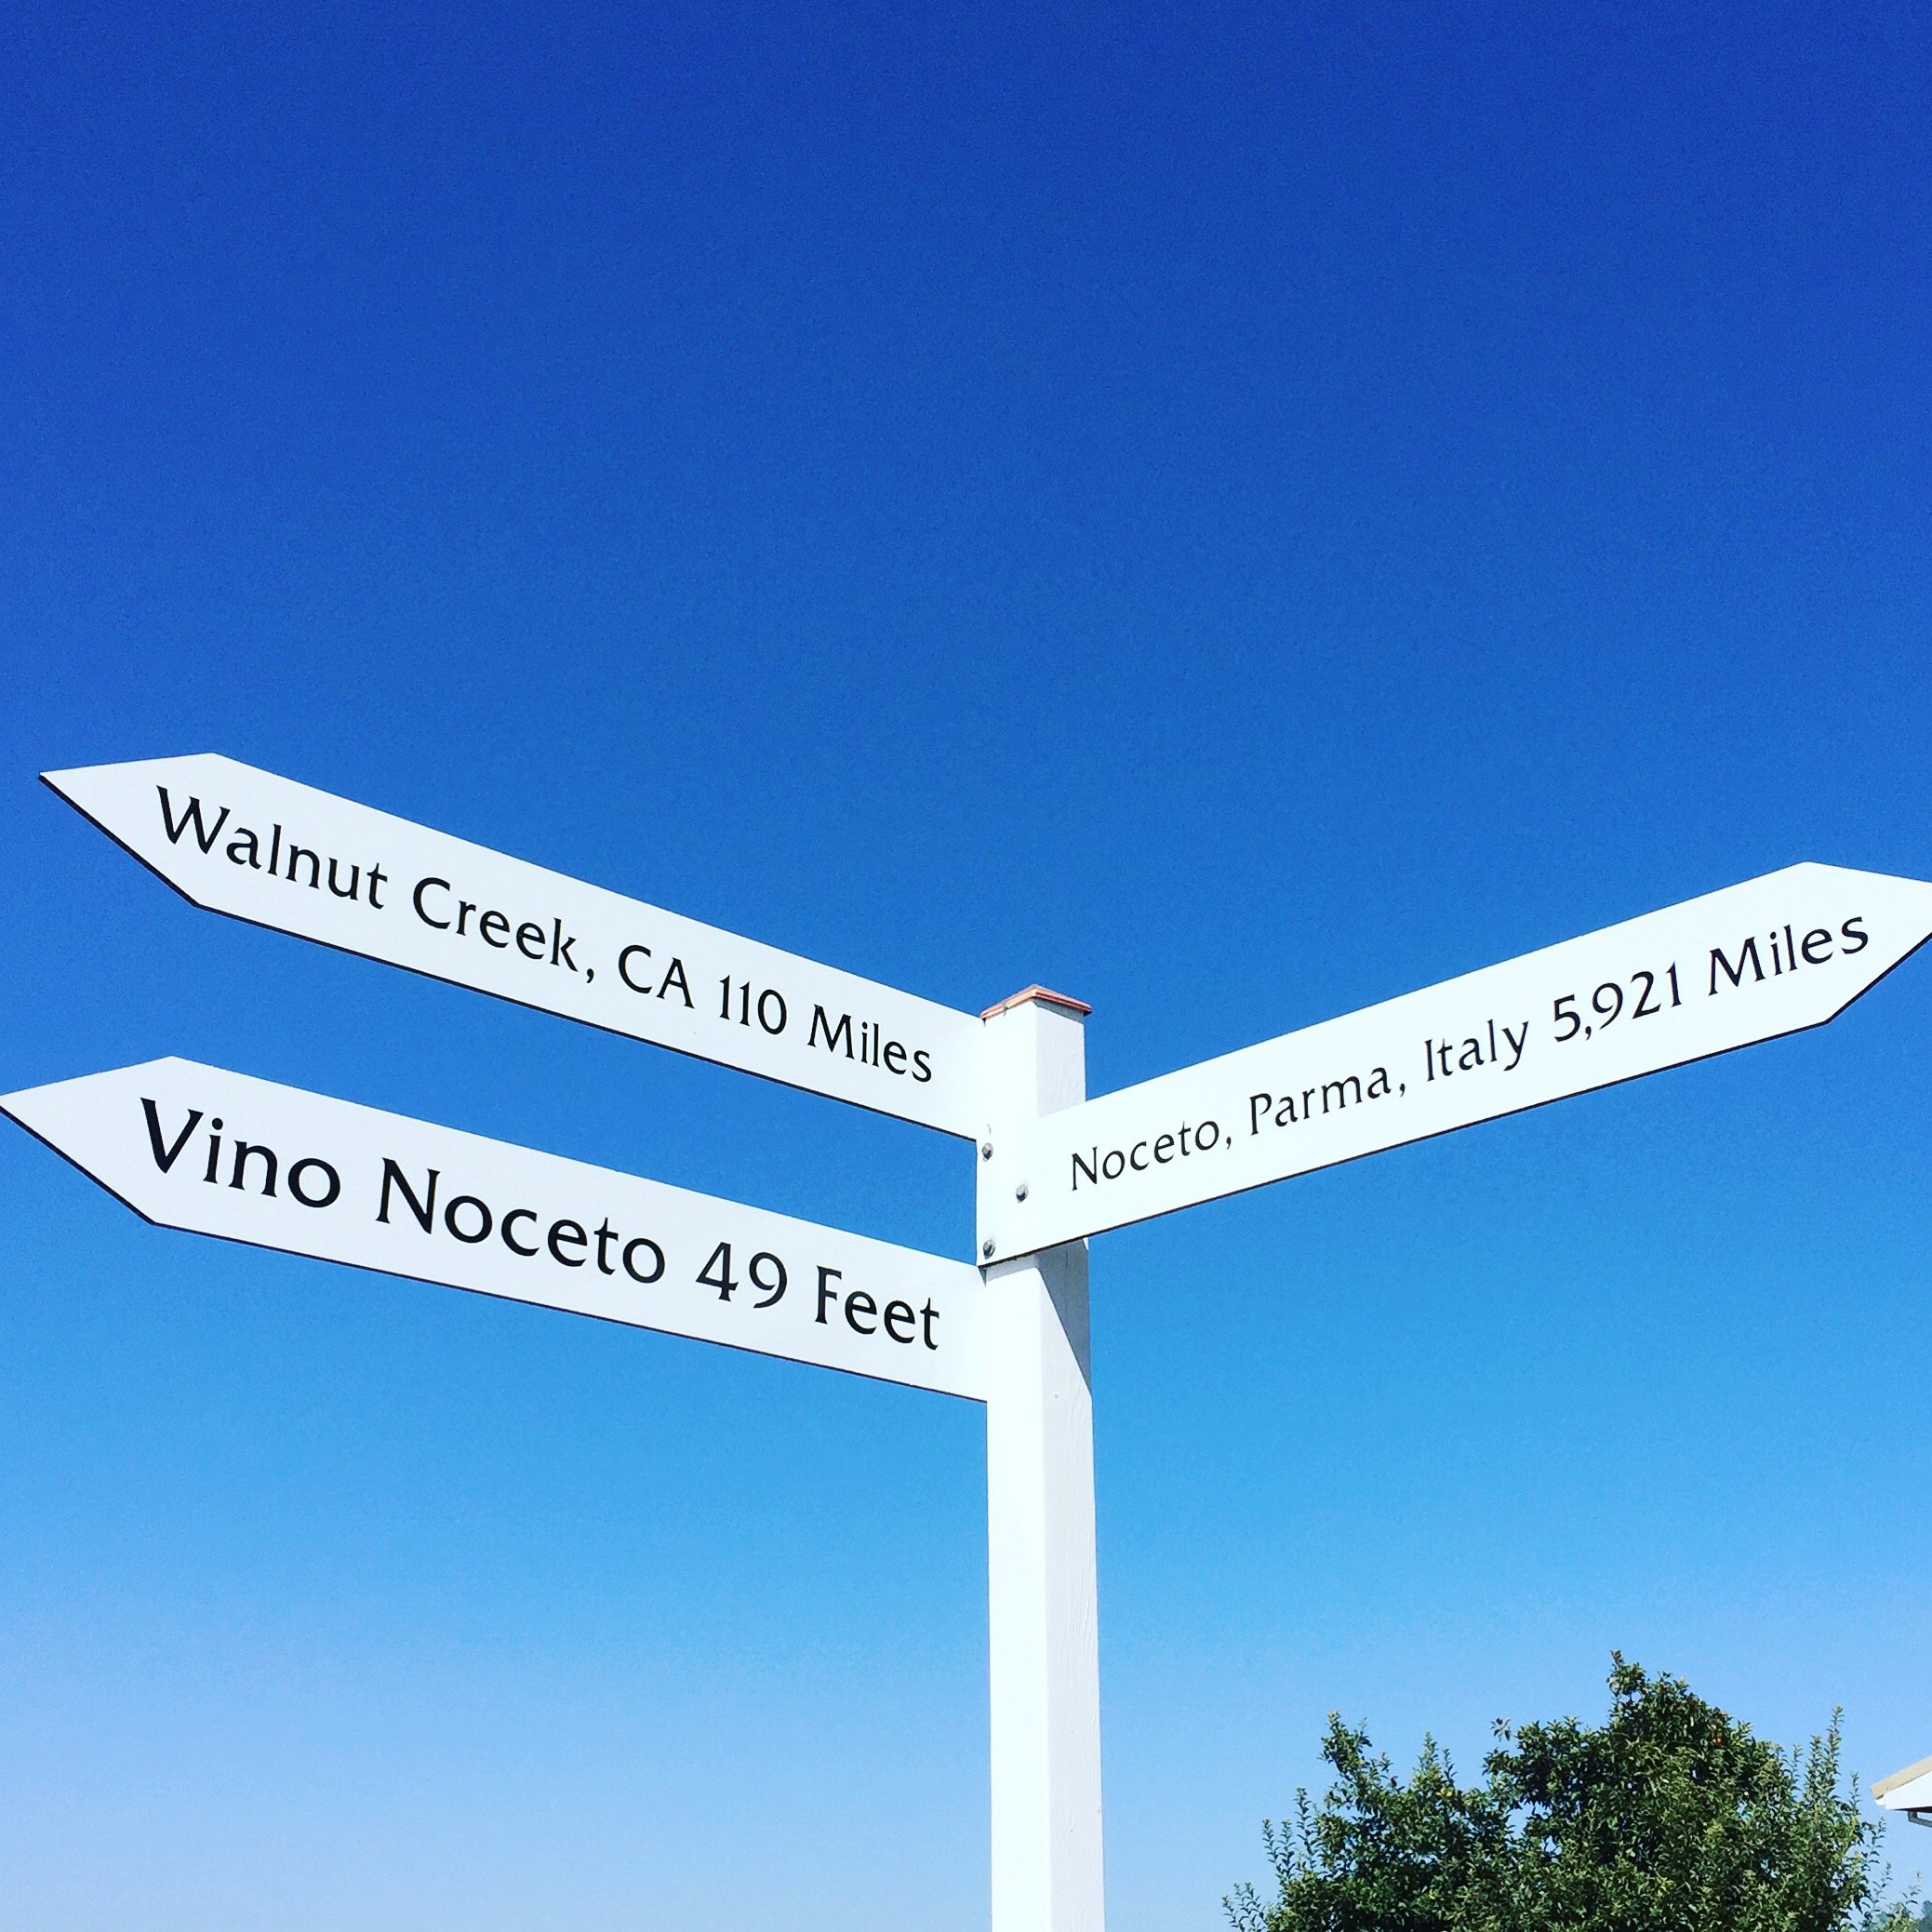 Walnut Creek, CA 110 Miles
Noceto, Parma, Italy 5,921 Miles
Vino Noceto 49 Feet